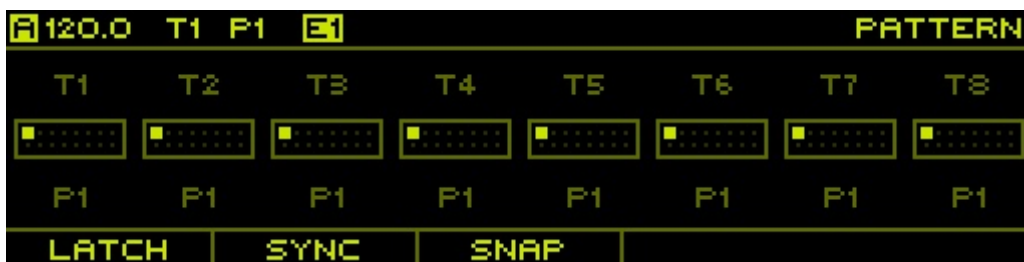 A 120.0 T1 P1 E1 PATTERN
T1 T2 T3 T4 T5 T6 T7 T8
P1 P1 P1 P1 P1 P1 P1 P1
LATCH SYNC SNAP